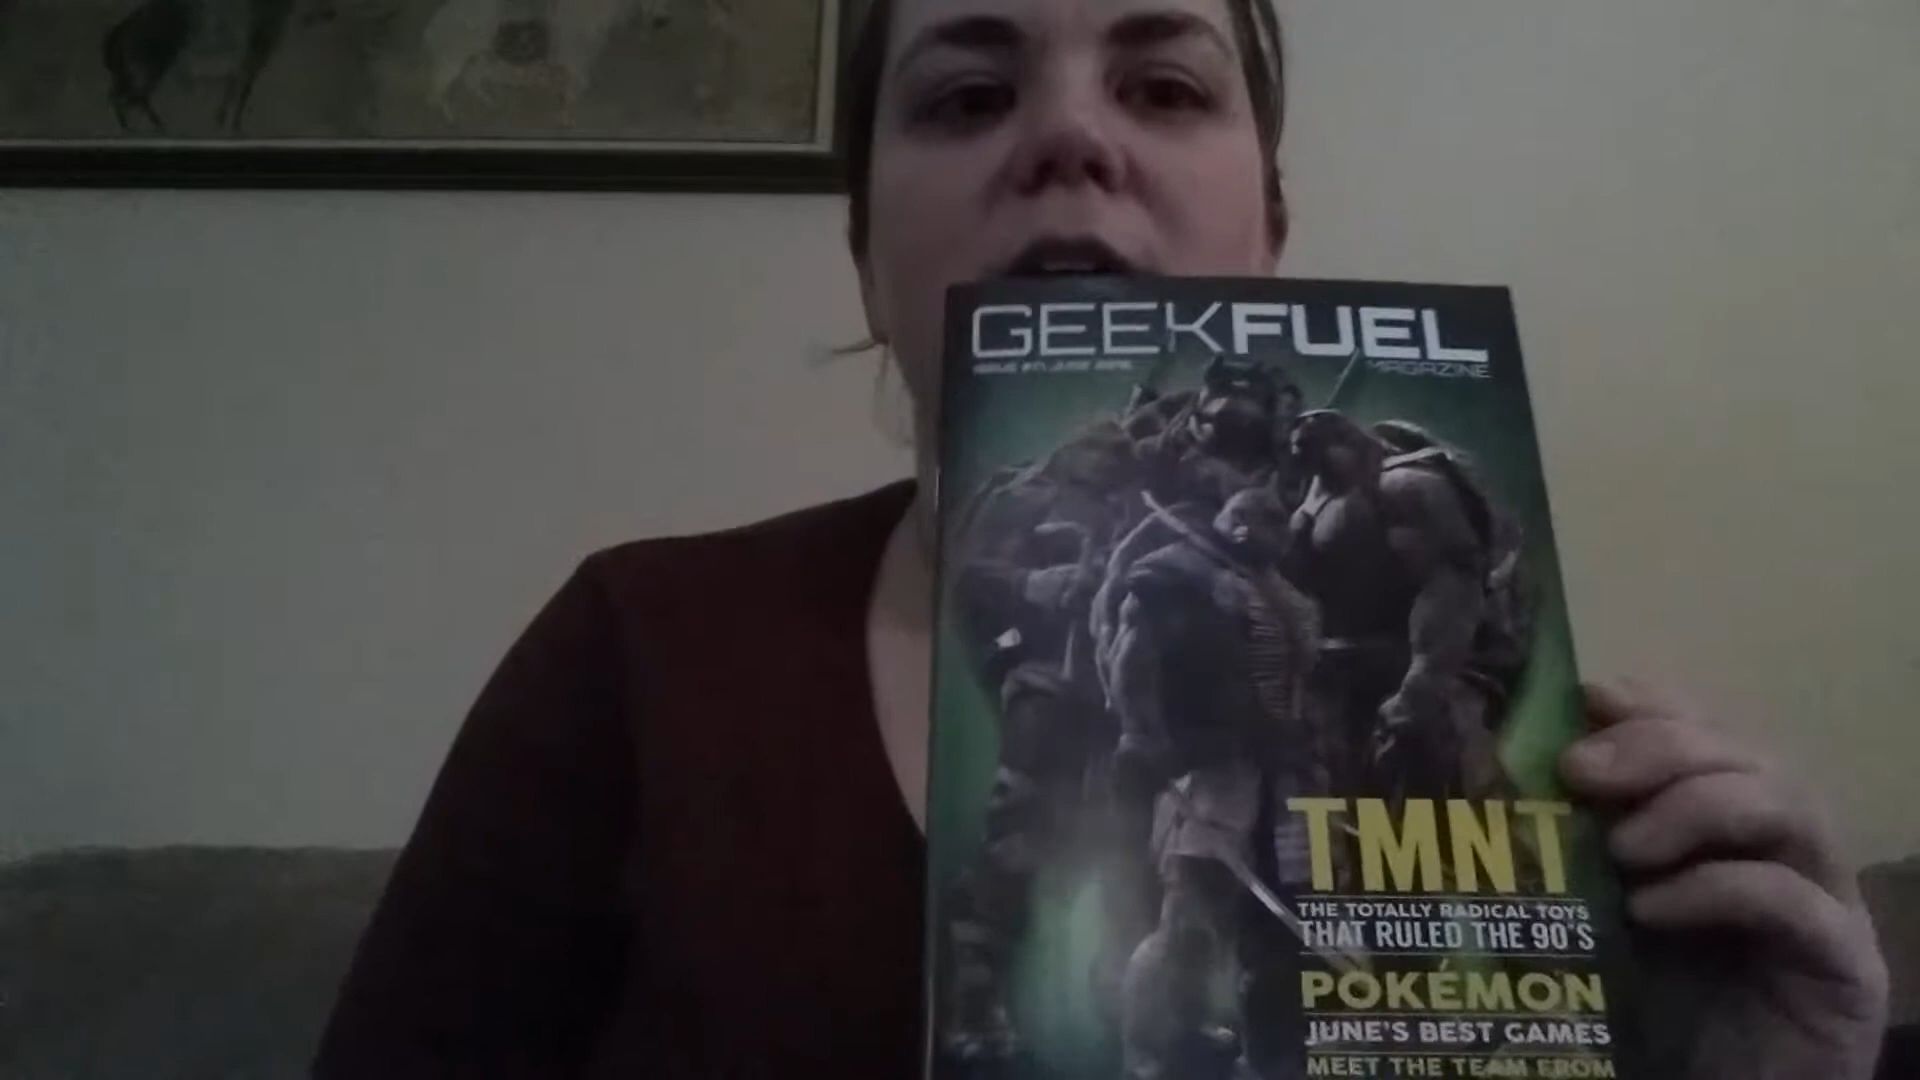 GEEKFUEL
MAGAZINE
TMNT
THE TOTALLY RADICAL TOYS
THAT RULED THE 90'S
POKÉMON
JUNE'S BEST GAMES
MEET THE TEAM FROM